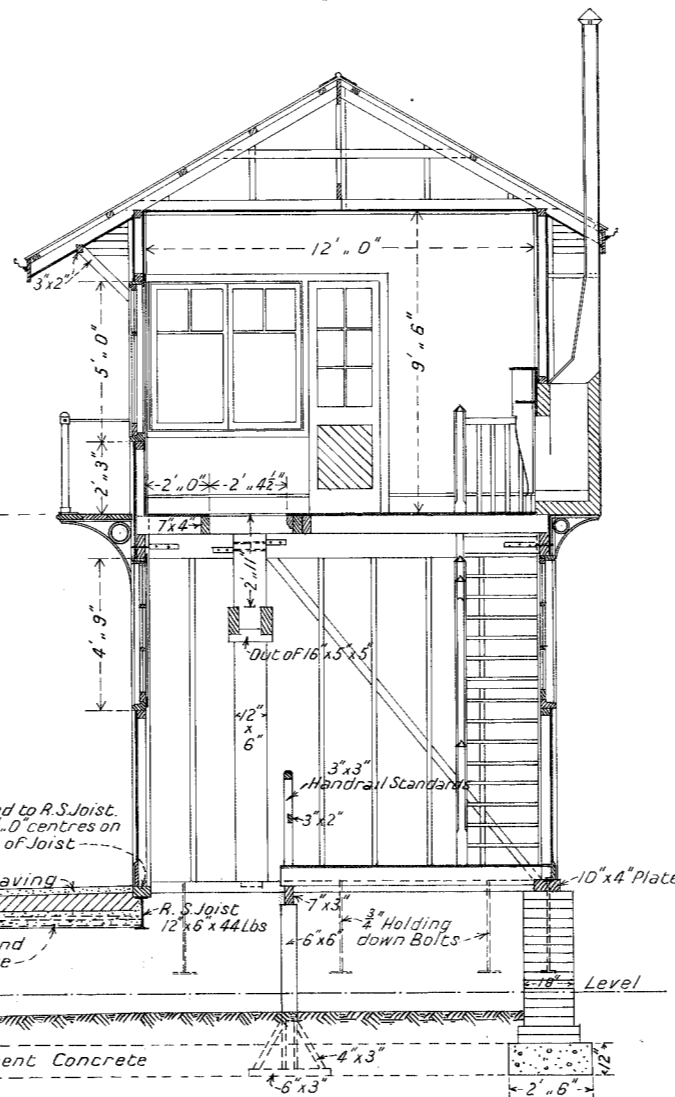 12' „ 0"
3"x2"
5' „ 0"
9' „ 6"
2' „ 3"
2' „ 0"
2' „ 4½"
7"x4"
2' „ 11"
4' „ 9"
Out of 16"x5"x5"
12"
x
6"
3"x3"
Handrail Standards
3"x2"
ed to R.S.Joist.
„0" centres on
of Joist
aving
10"x4" Plate
R.S.Joist
12"x6"x44Lbs
7"x3"
¾" Holding
down Bolts
6"x6"
nd
e
18"
Level
ent Concrete
4"x3"
6"x3"
12"
2' „ 6"